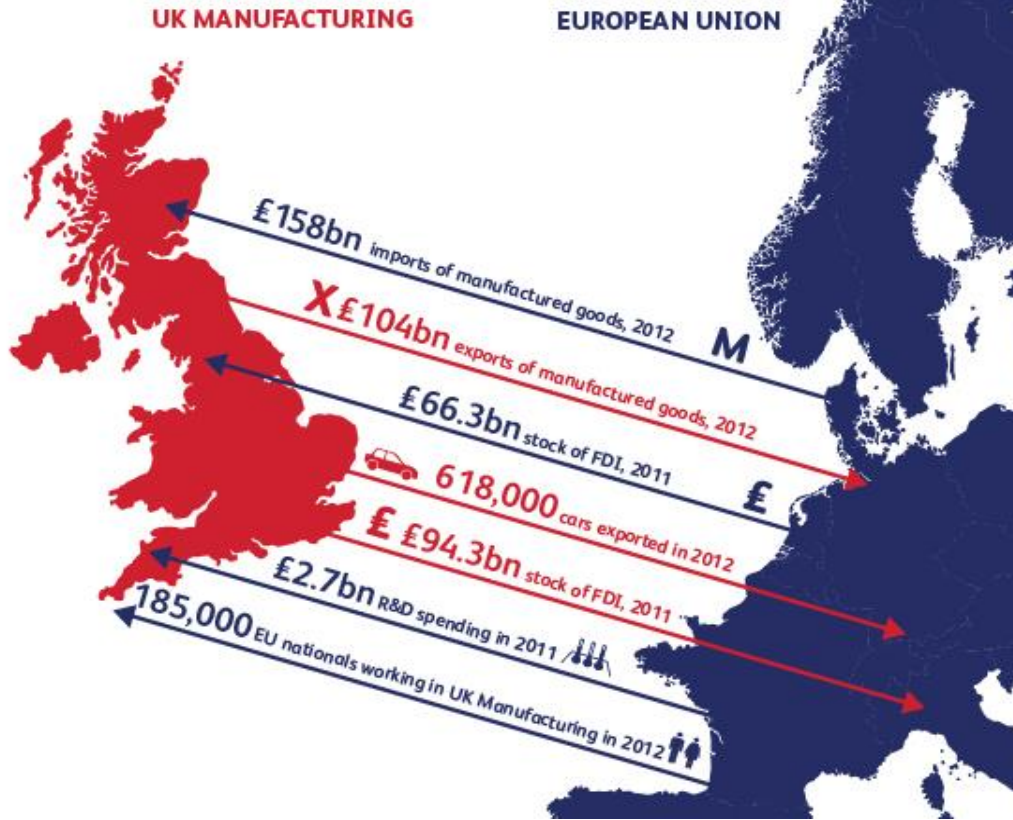 UK MANUFACTURING
EUROPEAN UNION
£158bn imports of manufactured goods, 2012 M
X £104bn exports of manufactured goods, 2012
£66.3bn stock of FDI, 2011 £
618,000 cars exported in 2012
£ £94.3bn stock of FDI, 2011
£2.7bn R&D spending in 2011
185,000 EU nationals working in UK Manufacturing in 2012